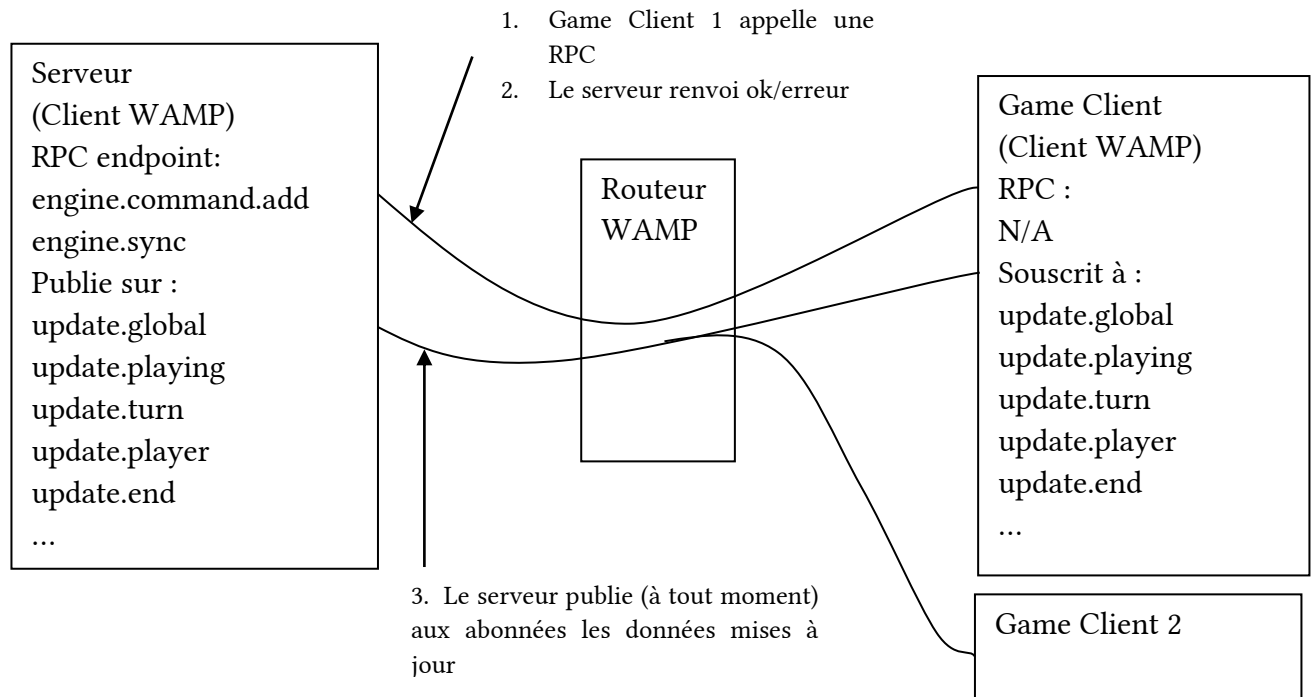 1. Game Client 1 appelle une
RPC
2. Le serveur renvoi ok/erreur
Serveur
(Client WAMP)
RPC endpoint:
engine.command.add
engine.sync
Publie sur :
update.global
update.playing
update.turn
update.player
update.end
...
Routeur
WAMP
Game Client
(Client WAMP)
RPC :
N/A
Souscrit à :
update.global
update.playing
update.turn
update.player
update.end
...
3. Le serveur publie (à tout moment)
aux abonnées les données mises à
jour
Game Client 2